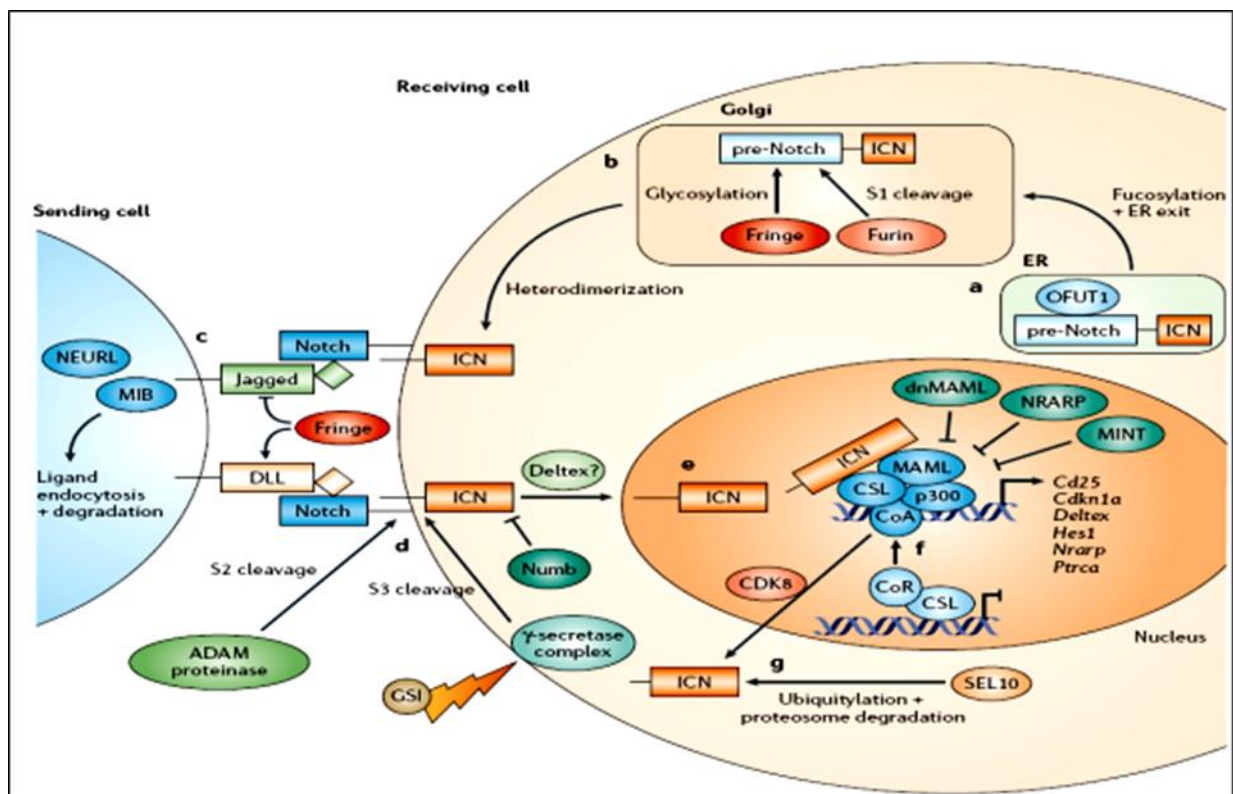 Receiving cell
Golgi
b
pre-Notch
ICN
Glycosylation
S1 cleavage
Fringe
Furin
Fucosylation
+ ER exit
Sending cell
ER
a
OFUT1
pre-Notch
ICN
Heterodimerization
c
NEURL
MIB
Notch
Jagged
ICN
Fringe
Ligand
endocytosis
+ degradation
DLL
Notch
ICN
Deltex?
Numb
d
S2 cleavage
S3 cleavage
ADAM
proteinase
γ-secretase
complex
GSI
dnMAML
NRARP
MINT
e
ICN
ICN
MAML
CSL
p300
CoA
Cd25
Cdkn1a
Deltex
Hes1
Nrarp
Ptrca
f
CDK8
CoR
CSL
Nucleus
g
ICN
SEL10
Ubiquitylation +
proteosome degradation